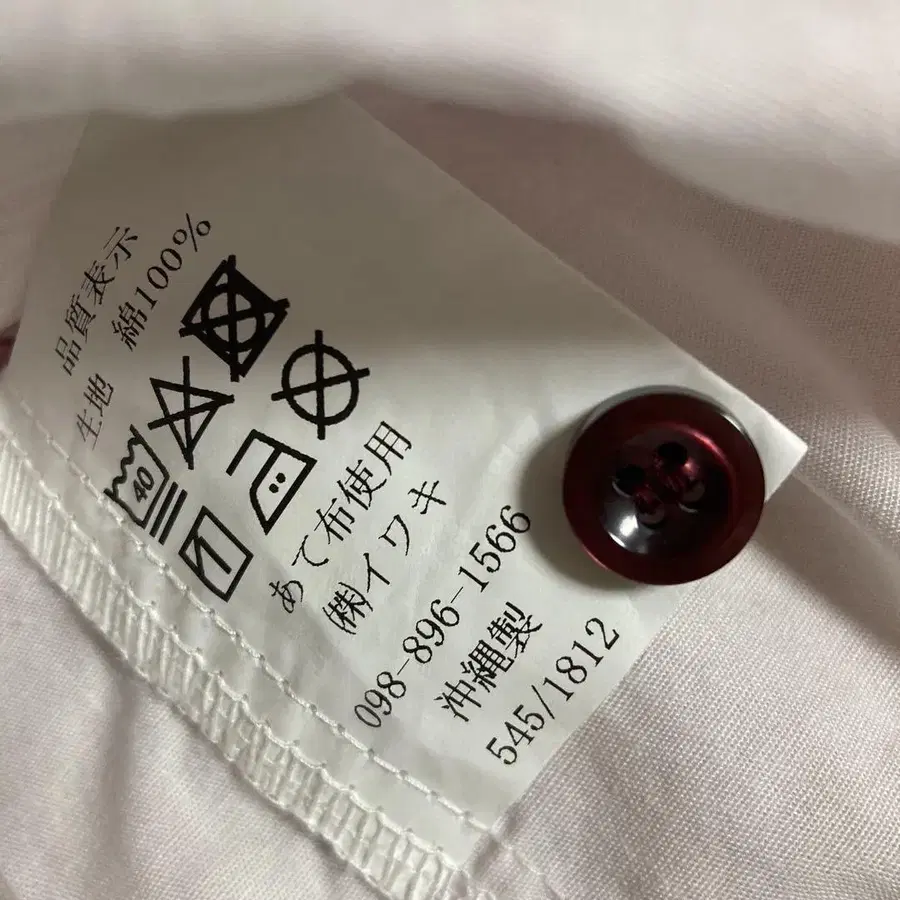 品質表示
生地 綿100%
40
あて布使用
㈱イワキ
098-896-1566
沖縄製
545/1812